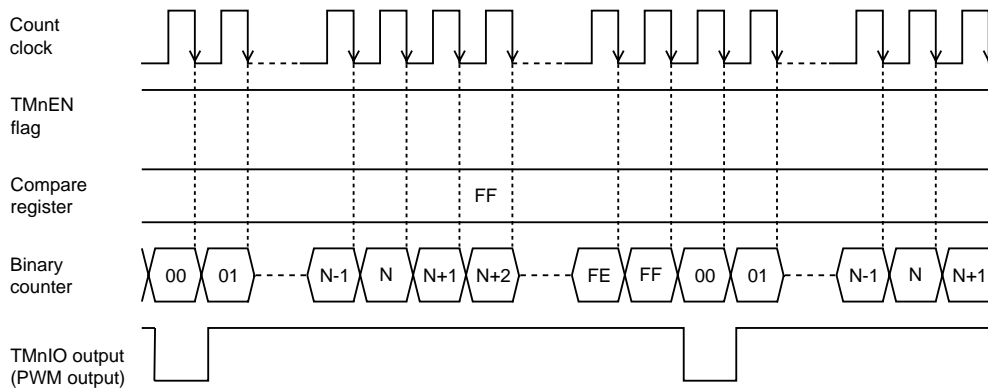 Count
clock
TMnEN
flag
Compare
register
FF
Binary
counter
00 01 N-1 N N+1 N+2 FE FF 00 01 N-1 N N+1
TMnIO output
(PWM output)